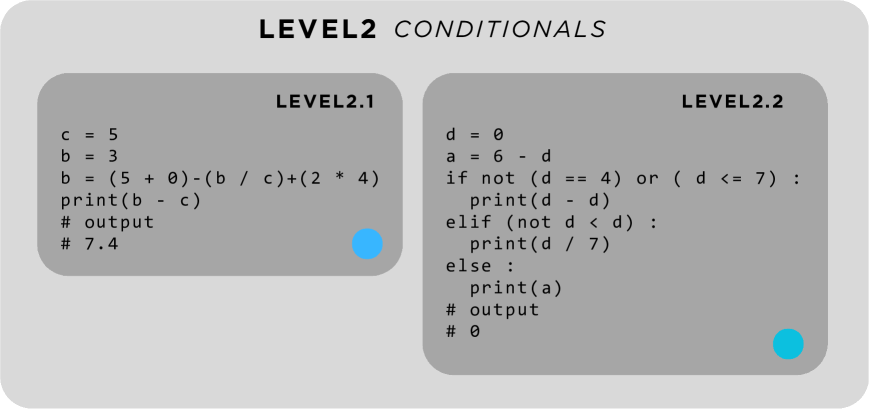 LEVEL2 CONDITIONALS
LEVEL2.1
c = 5
b = 3
b = (5 + 0)-(b / c)+(2 * 4)
print(b - c)
# output
# 7.4
LEVEL2.2
d = 0
a = 6 - d
if not (d == 4) or ( d <= 7) :
  print(d - d)
elif (not d < d) :
  print(d / 7)
else :
  print(a)
# output
# 0